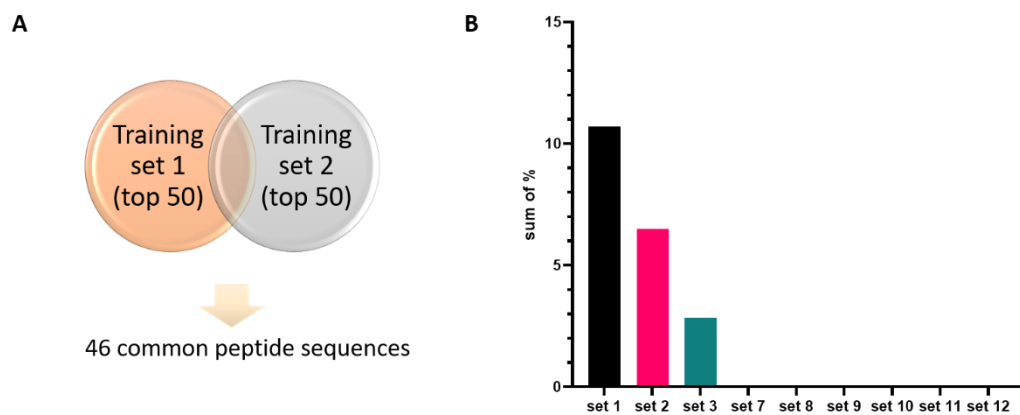 A
Training
set 1
(top 50)
Training
set 2
(top 50)
46 common peptide sequences
B
sum of %
15
10
5
0
set 1 set 2 set 3 set 7 set 8 set 9 set 10 set 11 set 12